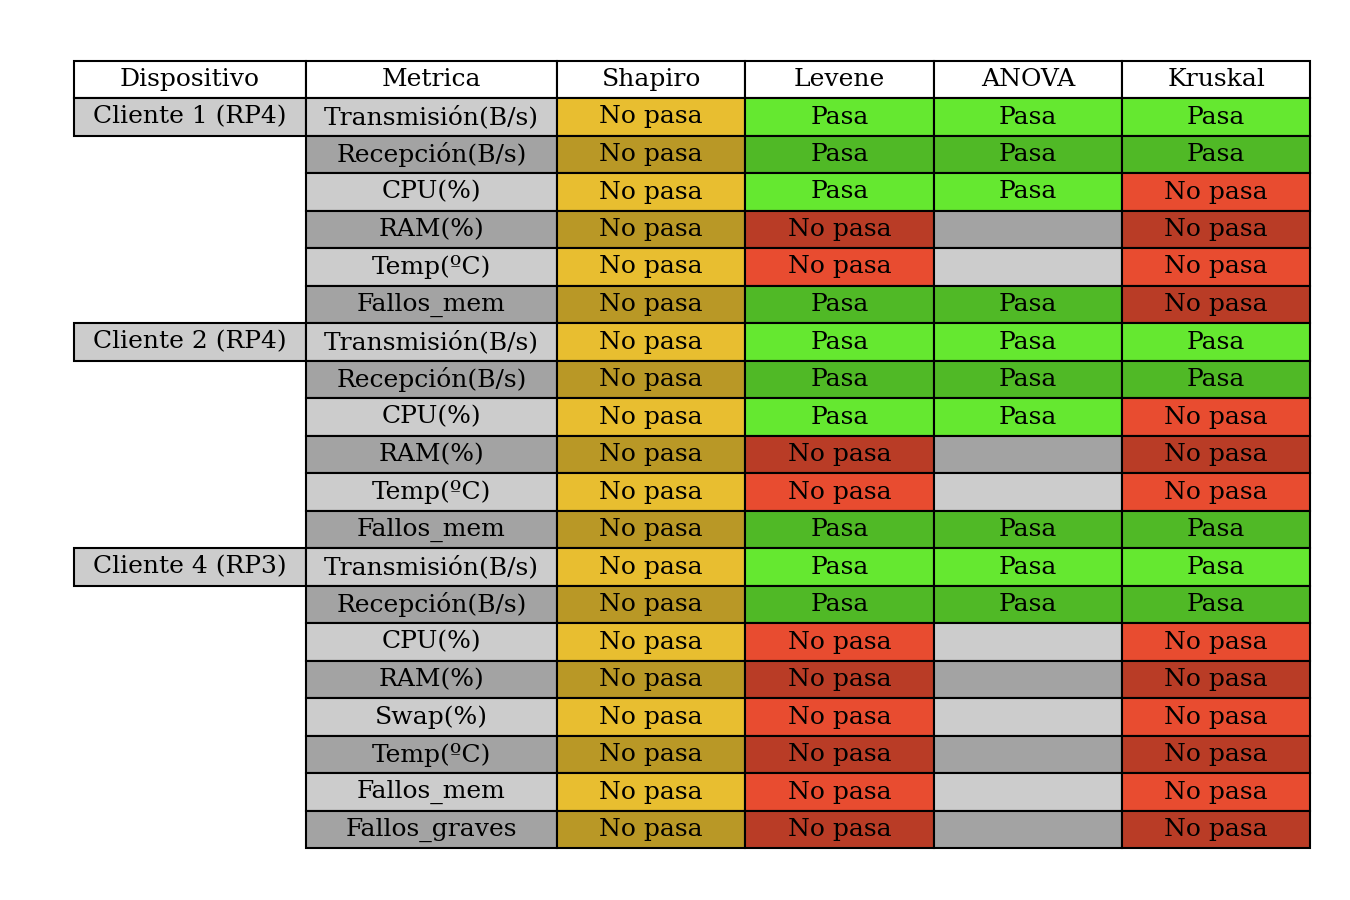 Dispositivo Metrica Shapiro Levene ANOVA Kruskal
Cliente 1 (RP4) Transmisión(B/s) No pasa Pasa Pasa Pasa
Recepción(B/s) No pasa Pasa Pasa Pasa
CPU(%) No pasa Pasa Pasa No pasa
RAM(%) No pasa No pasa No pasa
Temp(ºC) No pasa No pasa No pasa
Fallos_mem No pasa Pasa Pasa No pasa
Cliente 2 (RP4) Transmisión(B/s) No pasa Pasa Pasa Pasa
Recepción(B/s) No pasa Pasa Pasa Pasa
CPU(%) No pasa Pasa Pasa No pasa
RAM(%) No pasa No pasa No pasa
Temp(ºC) No pasa No pasa No pasa
Fallos_mem No pasa Pasa Pasa Pasa
Cliente 4 (RP3) Transmisión(B/s) No pasa Pasa Pasa Pasa
Recepción(B/s) No pasa Pasa Pasa Pasa
CPU(%) No pasa No pasa No pasa
RAM(%) No pasa No pasa No pasa
Swap(%) No pasa No pasa No pasa
Temp(ºC) No pasa No pasa No pasa
Fallos_mem No pasa No pasa No pasa
Fallos_graves No pasa No pasa No pasa